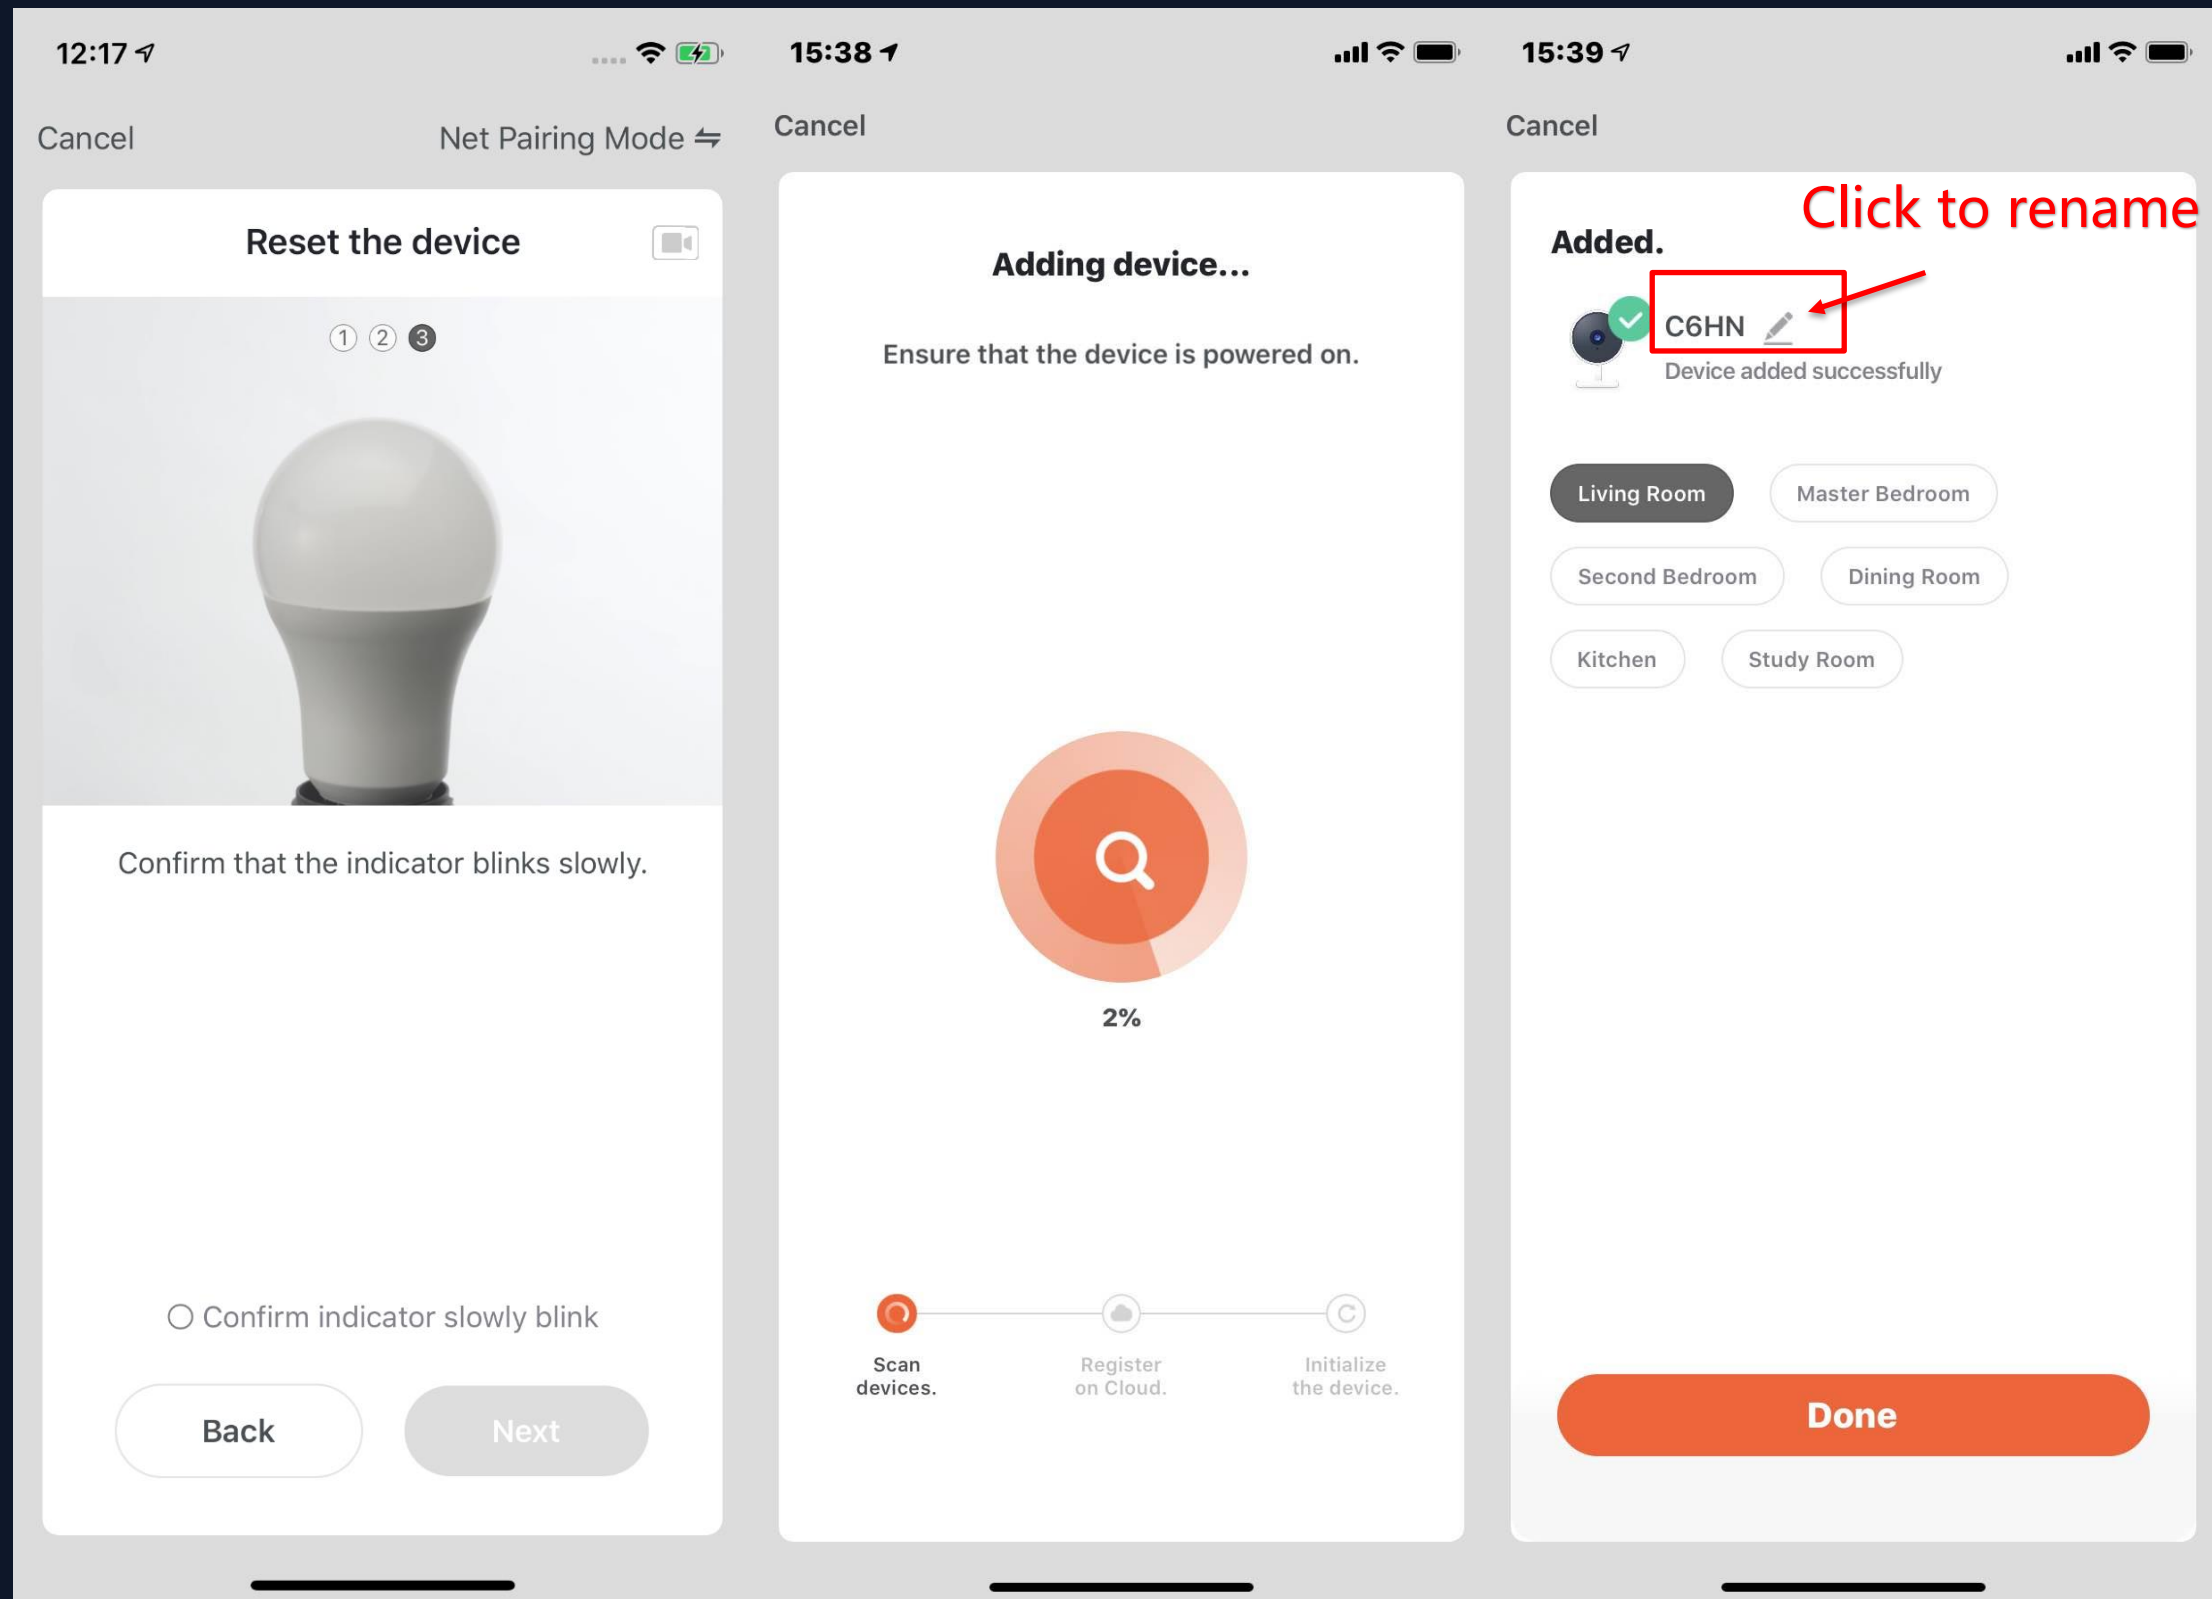 12:17
Cancel
Net Pairing Mode
Reset the device
1 2 3
Confirm that the indicator blinks slowly.
Confirm indicator slowly blink
Back
Next
15:38
Cancel
Adding device...
Ensure that the device is powered on.
2%
Scan
devices.
Register
on Cloud.
Initialize
the device.
15:39
Cancel
Click to rename
Added.
C6HN
Device added successfully
Living Room
Master Bedroom
Second Bedroom
Dining Room
Kitchen
Study Room
Done